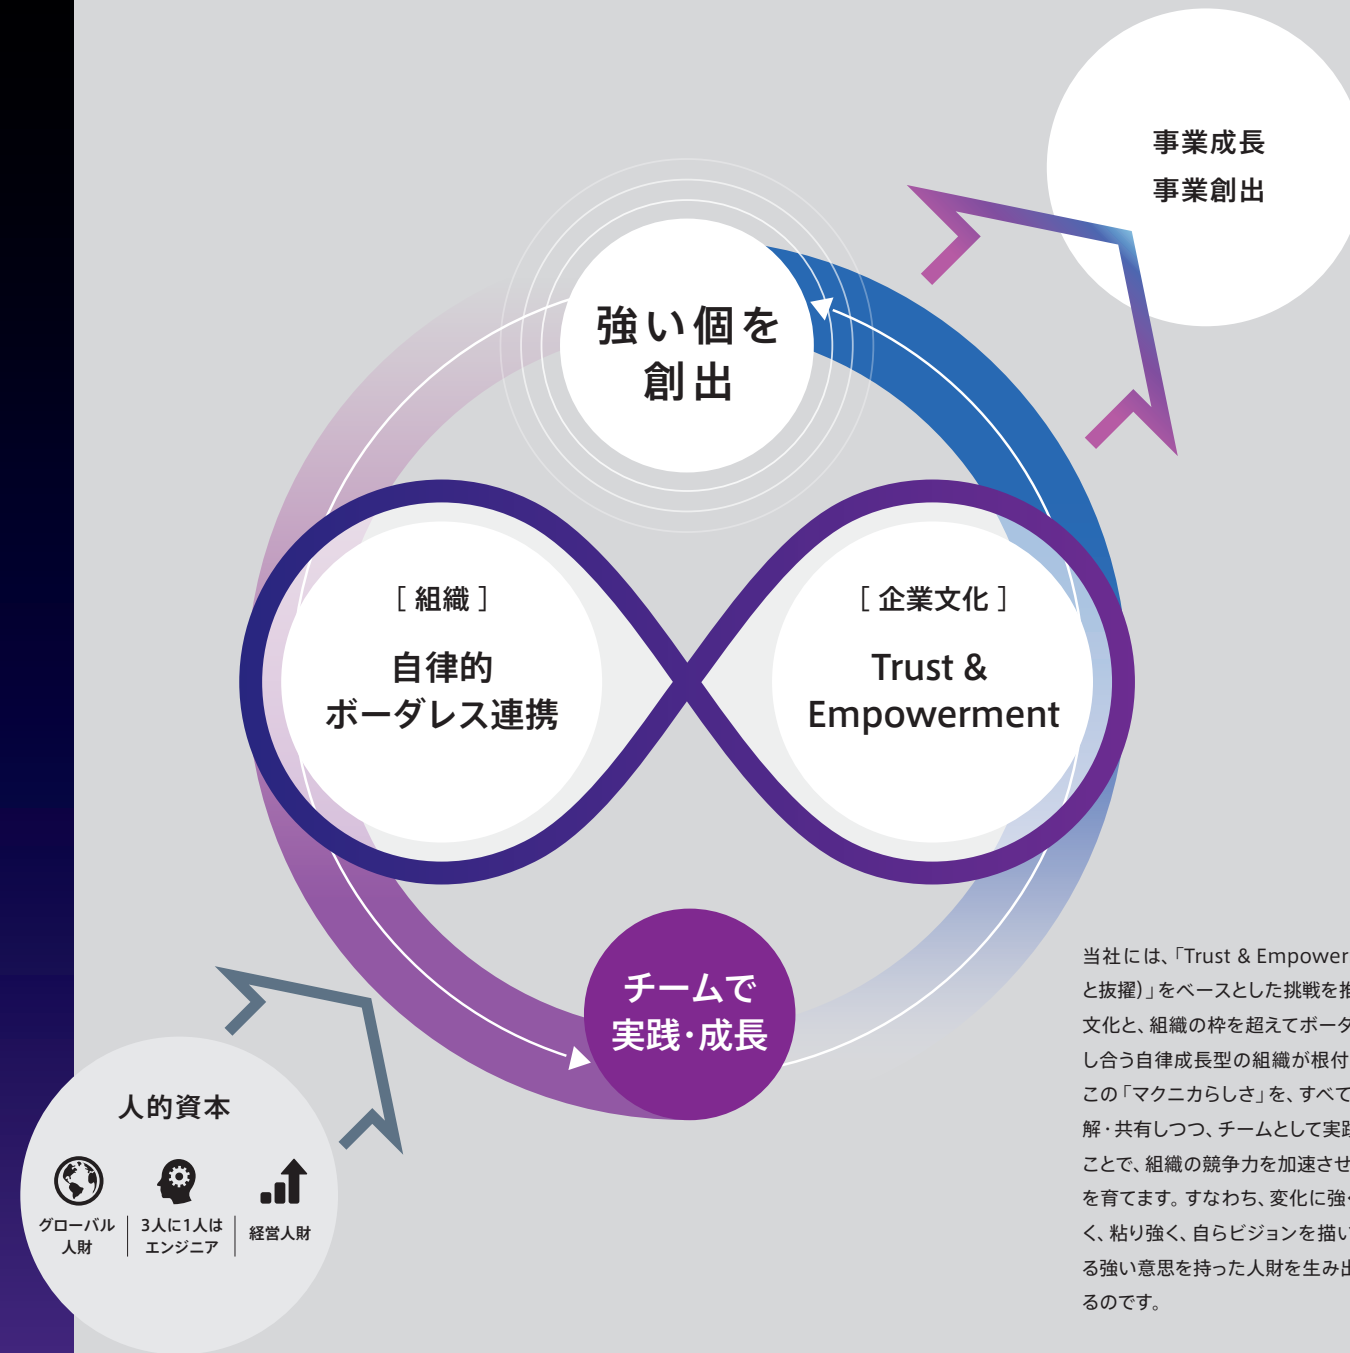 事業成長
事業創出
強い個を
創出
［ 組織 ］
自律的
ボーダレス連携
［ 企業文化 ］
Trust &
Empowerment
チームで
実践・成長
人的資本
グローバル
人財
3人に1人は
エンジニア
経営人財
当社には、「Trust & Empower
と抜擢）」をベースとした挑戦を推
文化と、組織の枠を超えてボーダ
し合う自律成長型の組織が根付
この「マクニカらしさ」を、すべて
解・共有しつつ、チームとして実践
ことで、組織の競争力を加速させ
を育てます。すなわち、変化に強
く、粘り強く、自らビジョンを描い
る強い意思を持った人財を生み出
るのです。